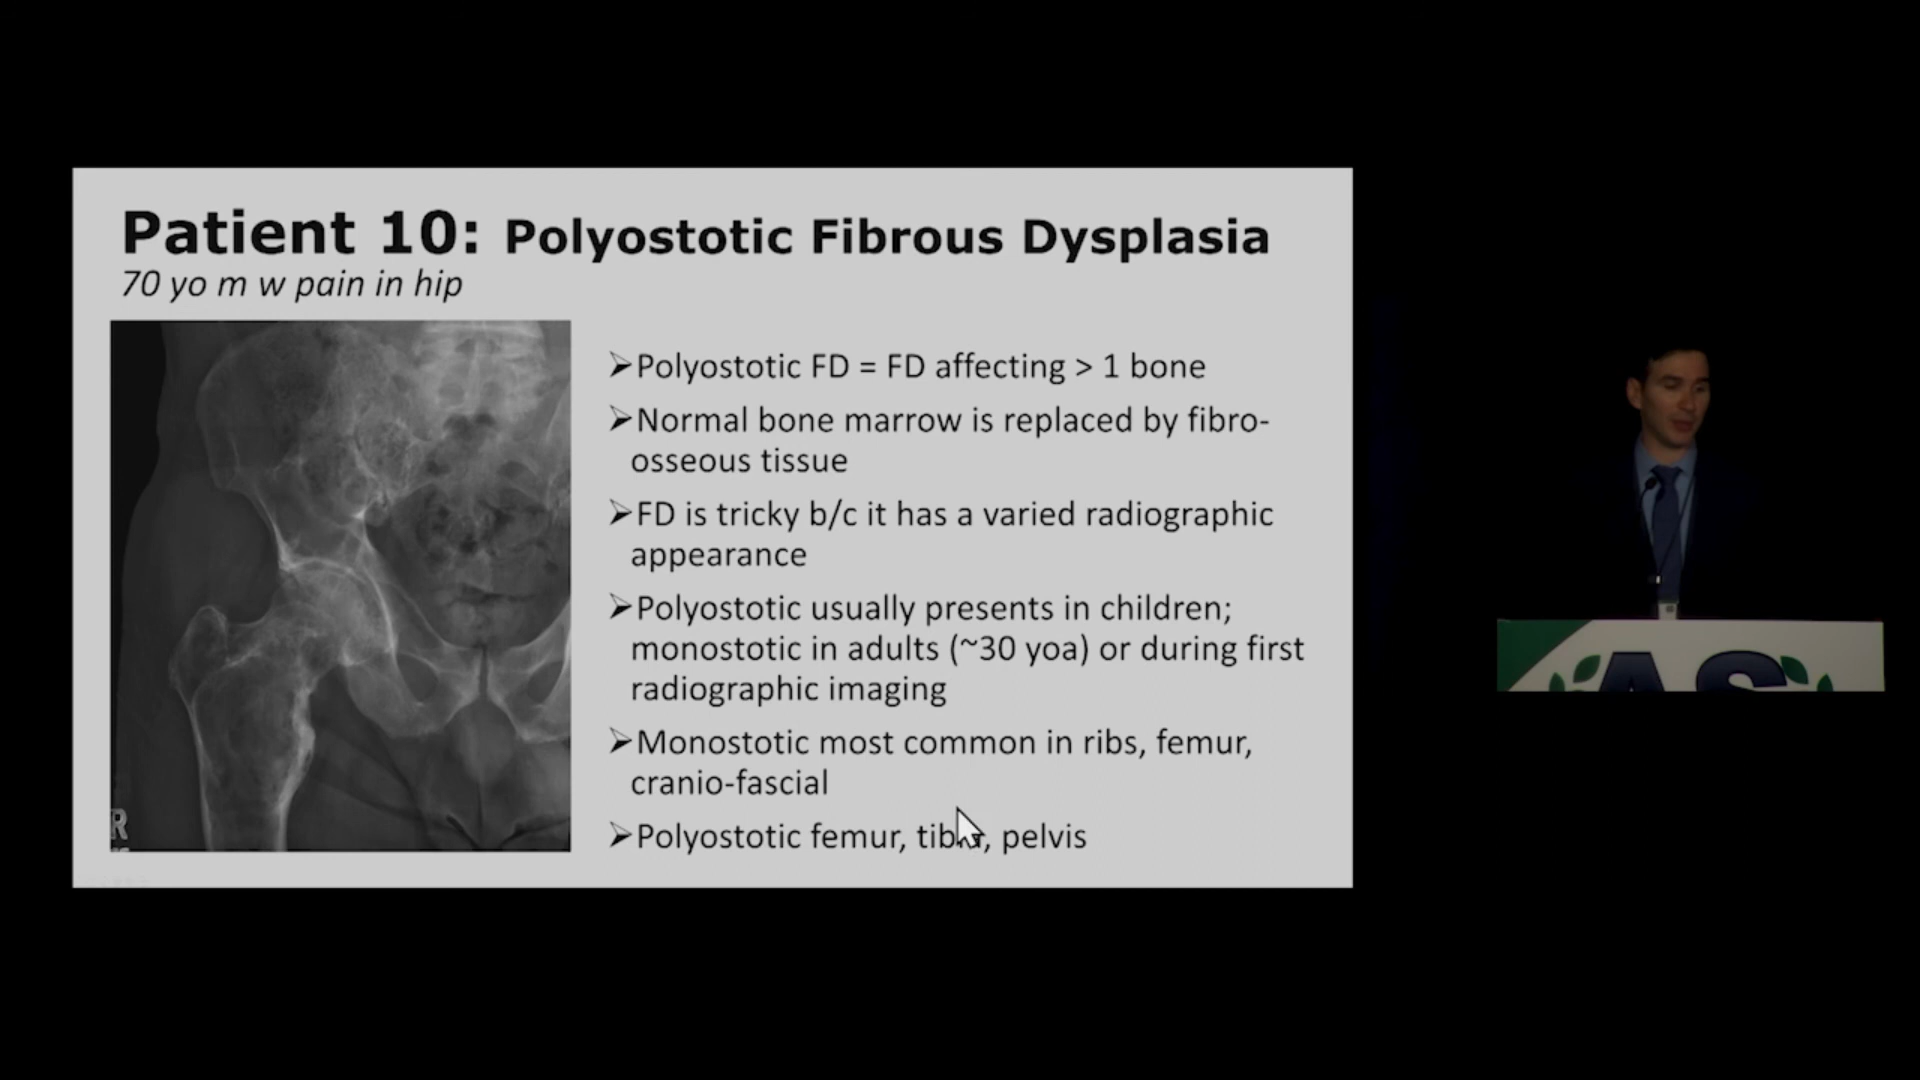 Patient 10: Polyostotic Fibrous Dysplasia
70 yo m w pain in hip
➢Polyostotic FD = FD affecting > 1 bone
➢Normal bone marrow is replaced by fibro-
osseous tissue
➢FD is tricky b/c it has a varied radiographic
appearance
➢Polyostotic usually presents in children;
monostotic in adults (~30 yoa) or during first
radiographic imaging
➢Monostotic most common in ribs, femur,
cranio-fascial
➢Polyostotic femur, tibia, pelvis
R
AS